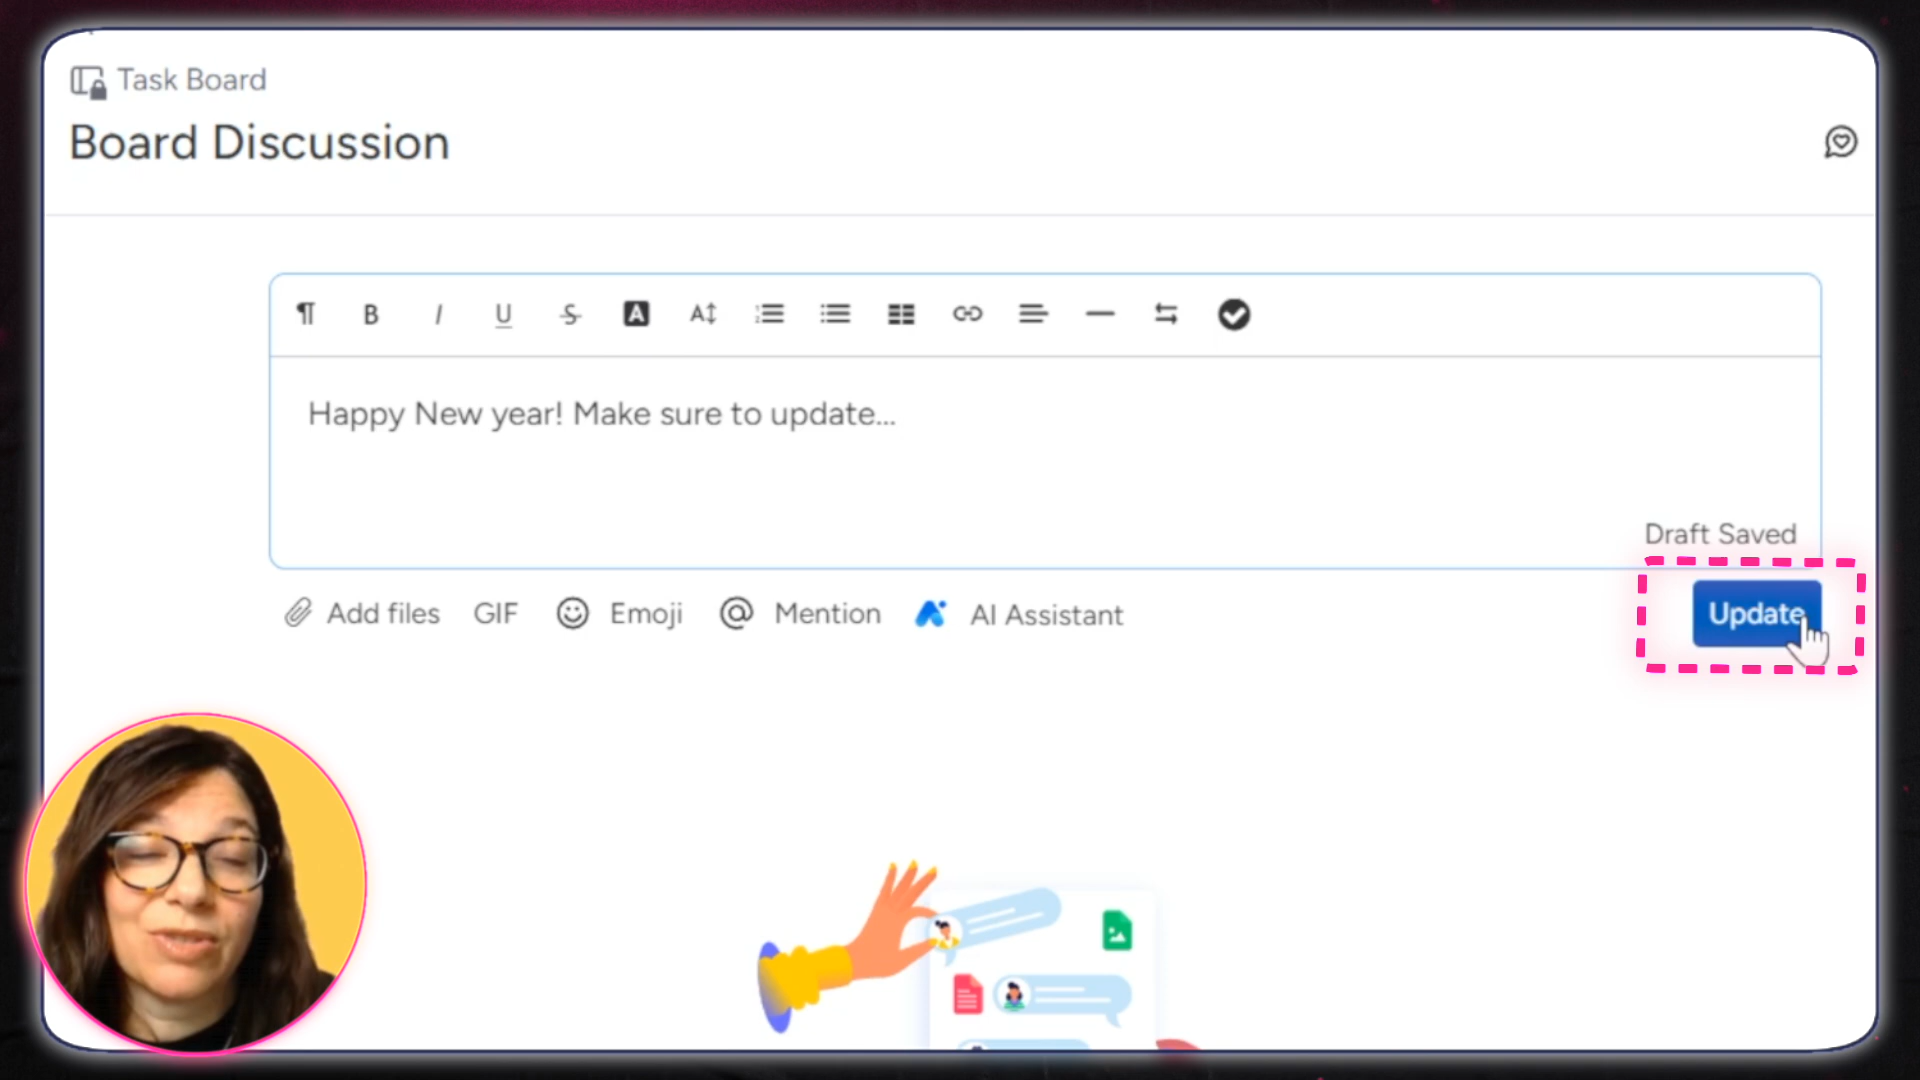 Task Board
Board Discussion
Happy New year! Make sure to update...
Draft Saved
Add files GIF Emoji Mention AI Assistant Update